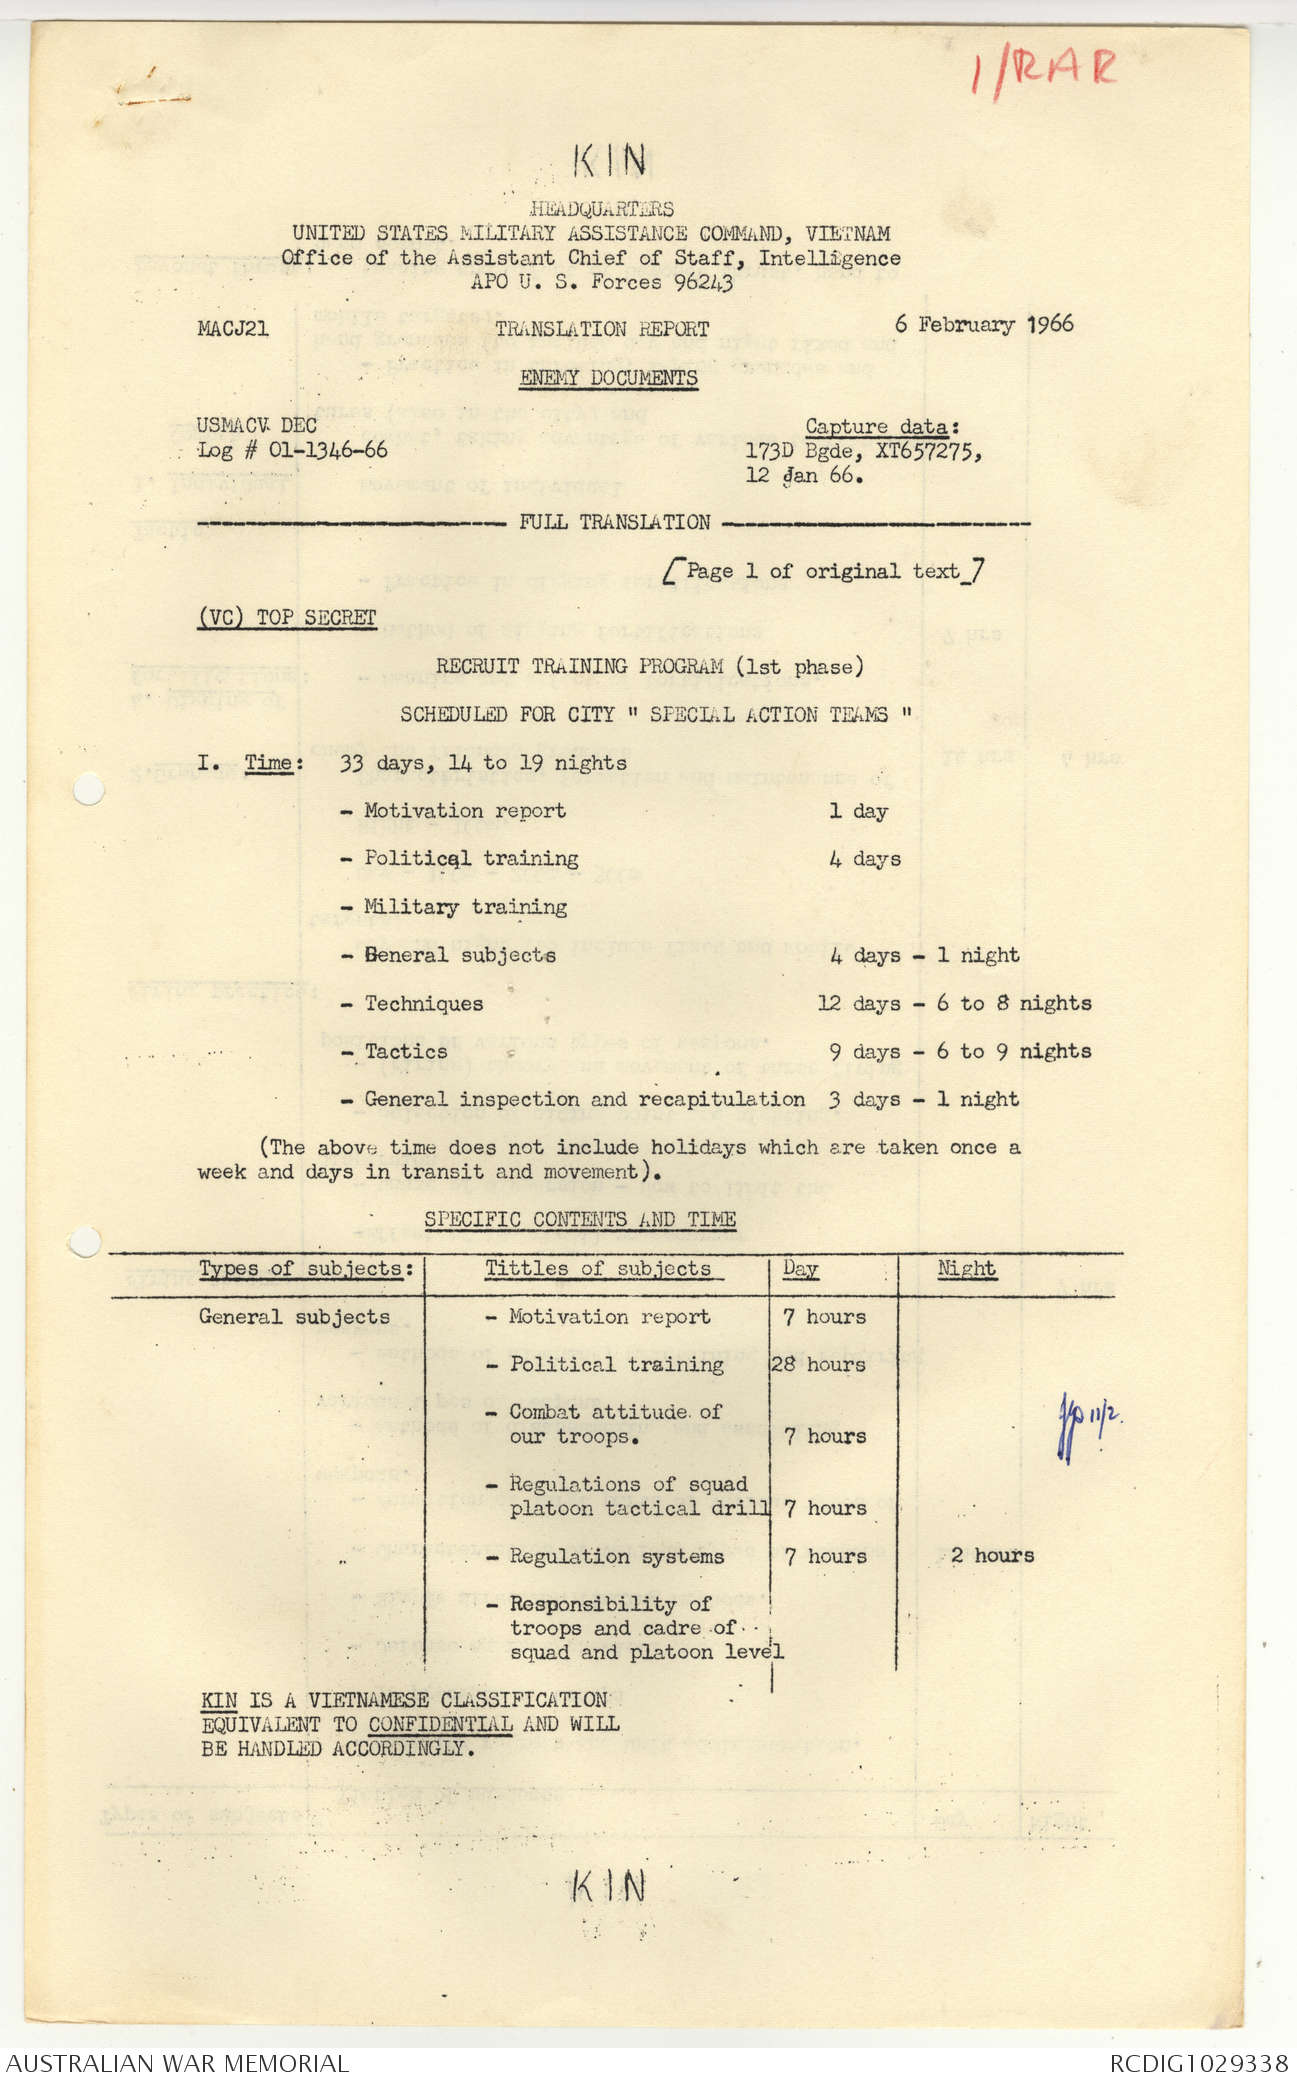 1/RAR
KIN
HEADQUARTERS
UNITED STATES MILITARY ASSISTANCE COMMAND, VIETNAM
Office of the Assistant Chief of Staff, Intelligence
APO U. S. Forces 96243
MACJ21 TRANSLATION REPORT 6 February 1966
ENEMY DOCUMENTS
USMACV DEC Capture data:
Log # 01-1346-66 173D Bgde, XT657275,
12 Jan 66.
FULL TRANSLATION
[Page 1 of original text_7
(VC) TOP SECRET
RECRUIT TRAINING PROGRAM (1st phase)
SCHEDULED FOR CITY " SPECIAL ACTION TEAMS "
I. Time: 33 days, 14 to 19 nights
- Motivation report 1 day
- Political training 4 days
- Military training
- General subjects 4 days - 1 night
- Techniques 12 days - 6 to 8 nights
- Tactics 9 days - 6 to 9 nights
- General inspection and recapitulation 3 days - 1 night
(The above time does not include holidays which are taken once a
week and days in transit and movement).
SPECIFIC CONTENTS AND TIME
Types of subjects: Tittles of subjects Day Night
General subjects - Motivation report 7 hours
- Political training 28 hours
- Combat attitude of
our troops. 7 hours
- Regulations of squad
platoon tactical drill 7 hours
" - Regulation systems 7 hours 2 hours
- Responsibility of
troops and cadre of
squad and platoon level
11/2.
KIN IS A VIETNAMESE CLASSIFICATION
EQUIVALENT TO CONFIDENTIAL AND WILL
BE HANDLED ACCORDINGLY.
KIN
AUSTRALIAN WAR MEMORIAL RCDIG1029338